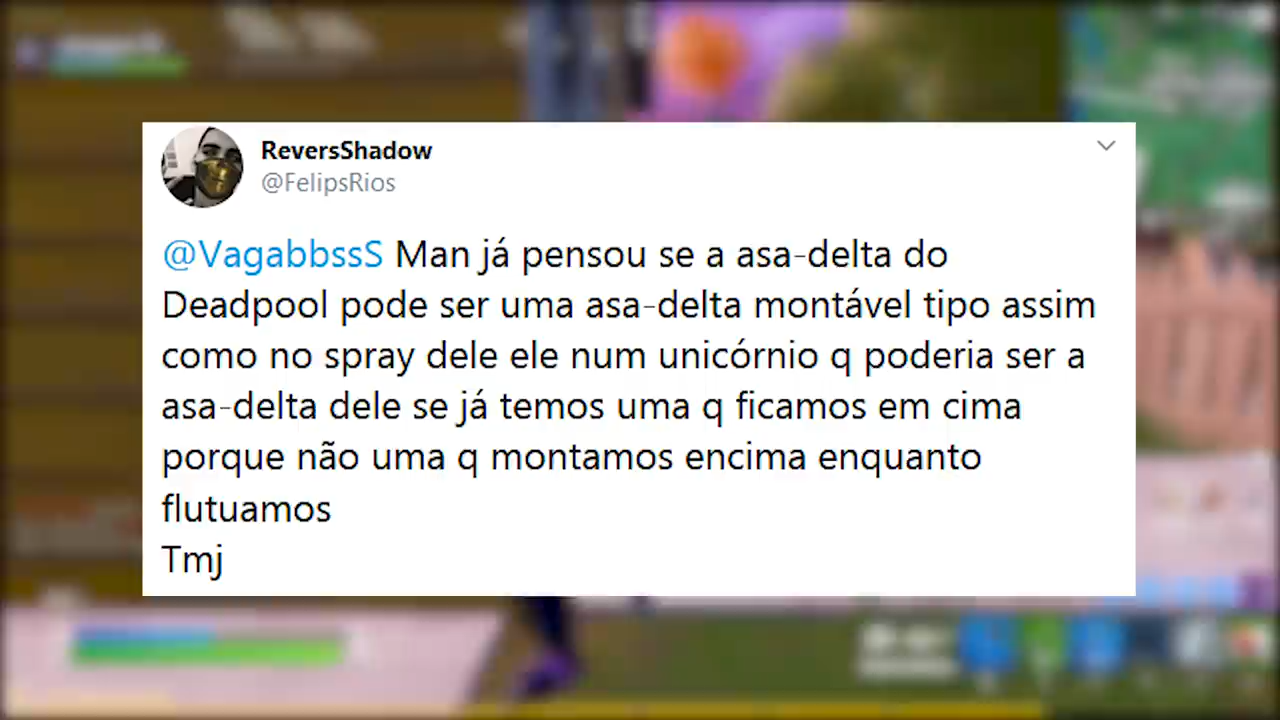 ReversShadow
@FelipsRios
@VagabbssS Man já pensou se a asa-delta do
Deadpool pode ser uma asa-delta montável tipo assim
como no spray dele ele num unicórnio q poderia ser a
asa-delta dele se já temos uma q ficamos em cima
porque não uma q montamos encima enquanto
flutuamos
Tmj